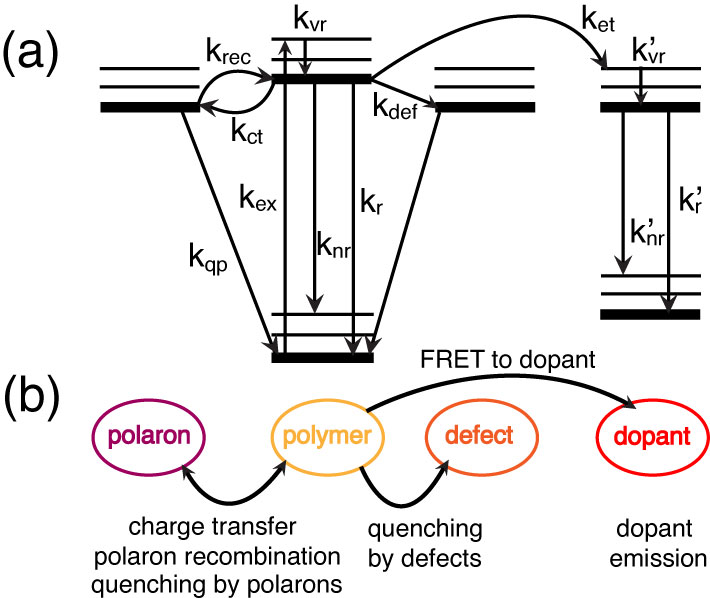 (a)
k_vr
k_et
k_rec
k'_vr
k_ct
k_def
k_ex
k_r
k'_r
k_nr
k'_nr
k_qp
(b)
FRET to dopant
polaron
polymer
defect
dopant
charge transfer
polaron recombination
quenching by polarons
quenching
by defects
dopant
emission